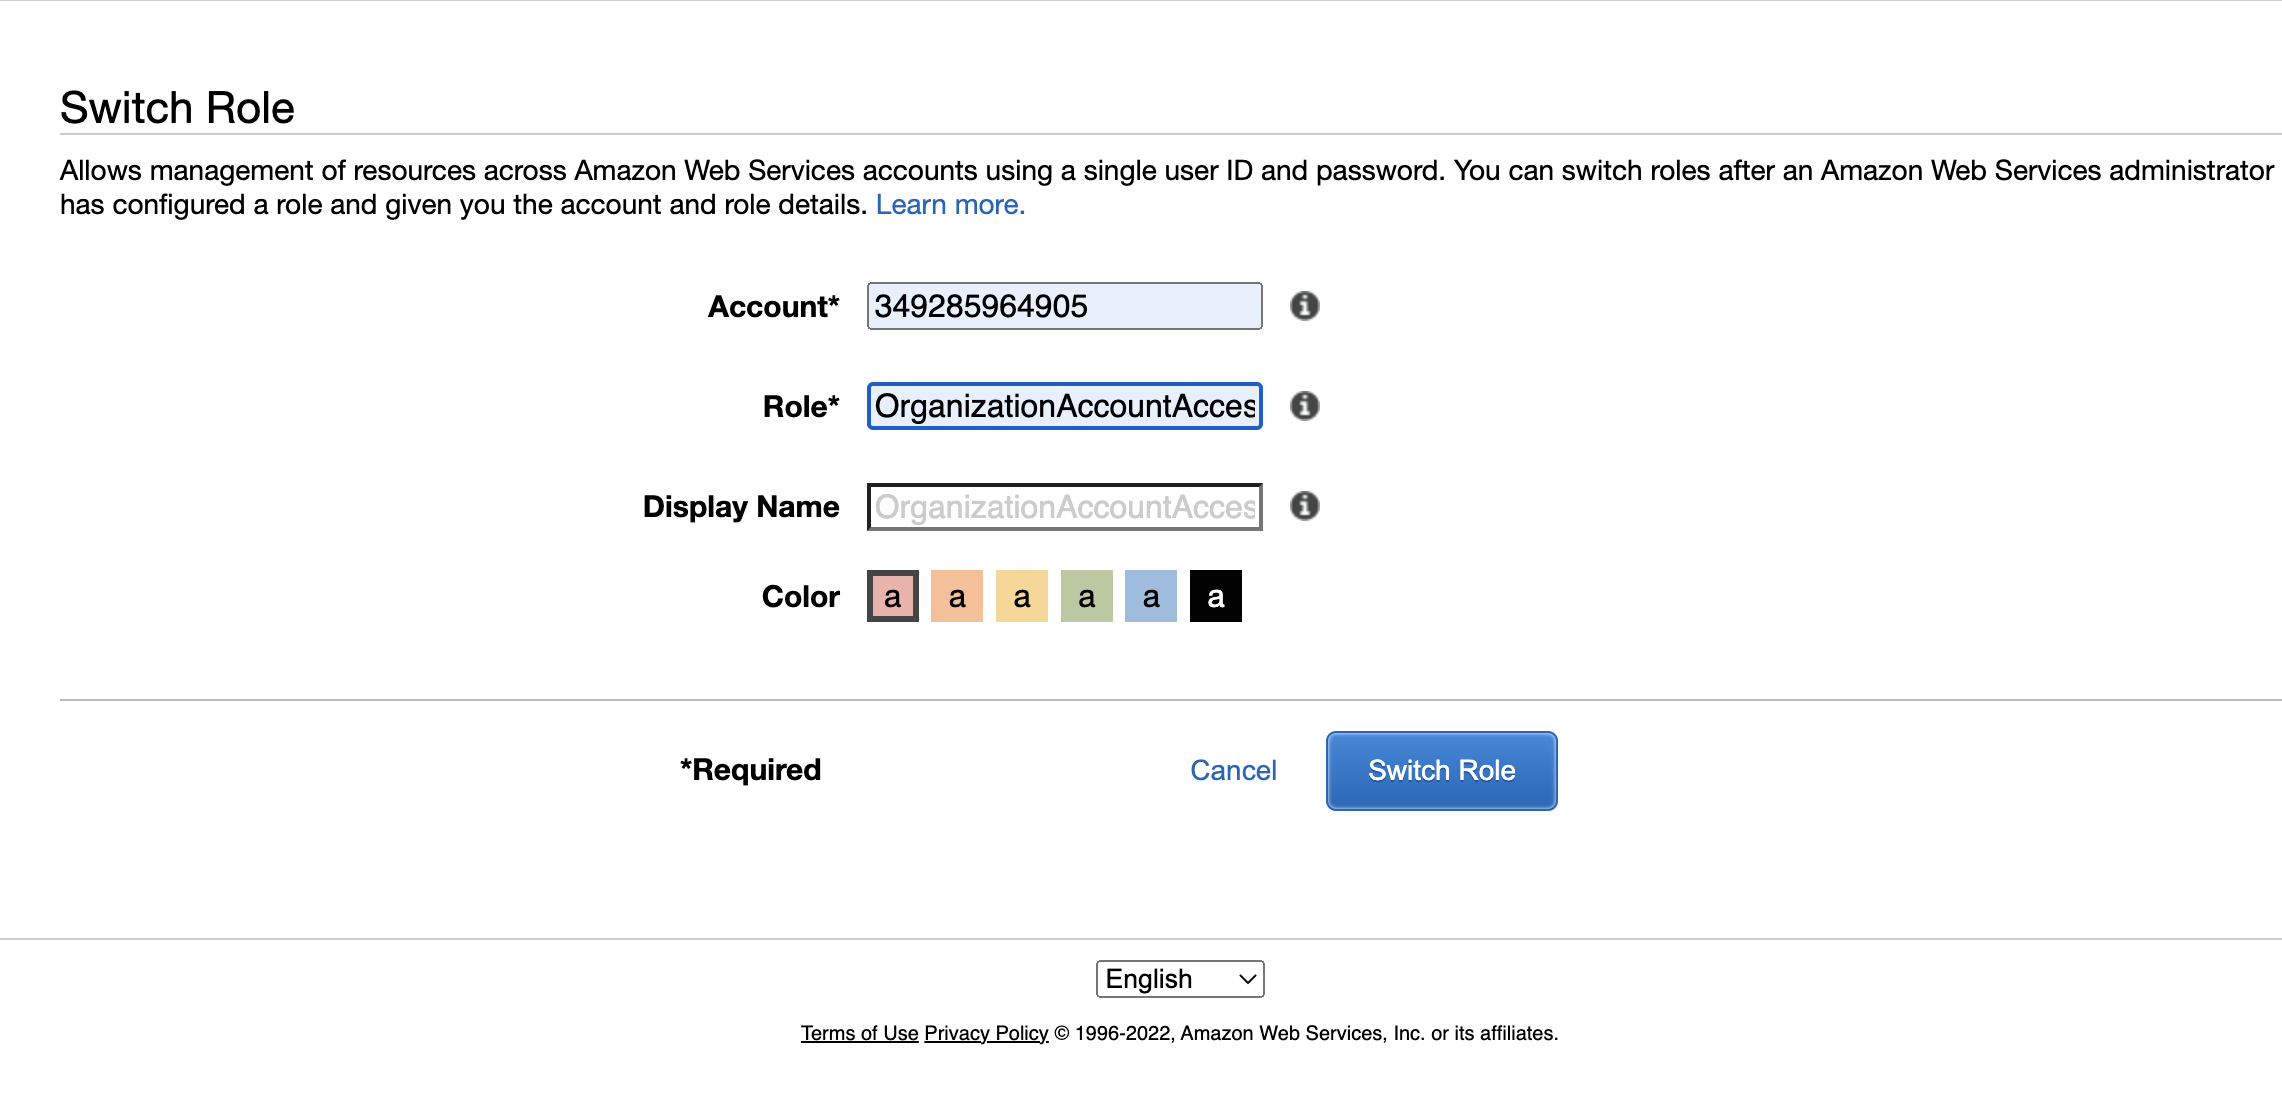 Switch Role
Allows management of resources across Amazon Web Services accounts using a single user ID and password. You can switch roles after an Amazon Web Services administrator
has configured a role and given you the account and role details. Learn more.
Account* 349285964905
Role* OrganizationAccountAcces
Display Name OrganizationAccountAcces
Color a a a a a a
*Required Cancel Switch Role
English
Terms of Use Privacy Policy © 1996-2022, Amazon Web Services, Inc. or its affiliates.